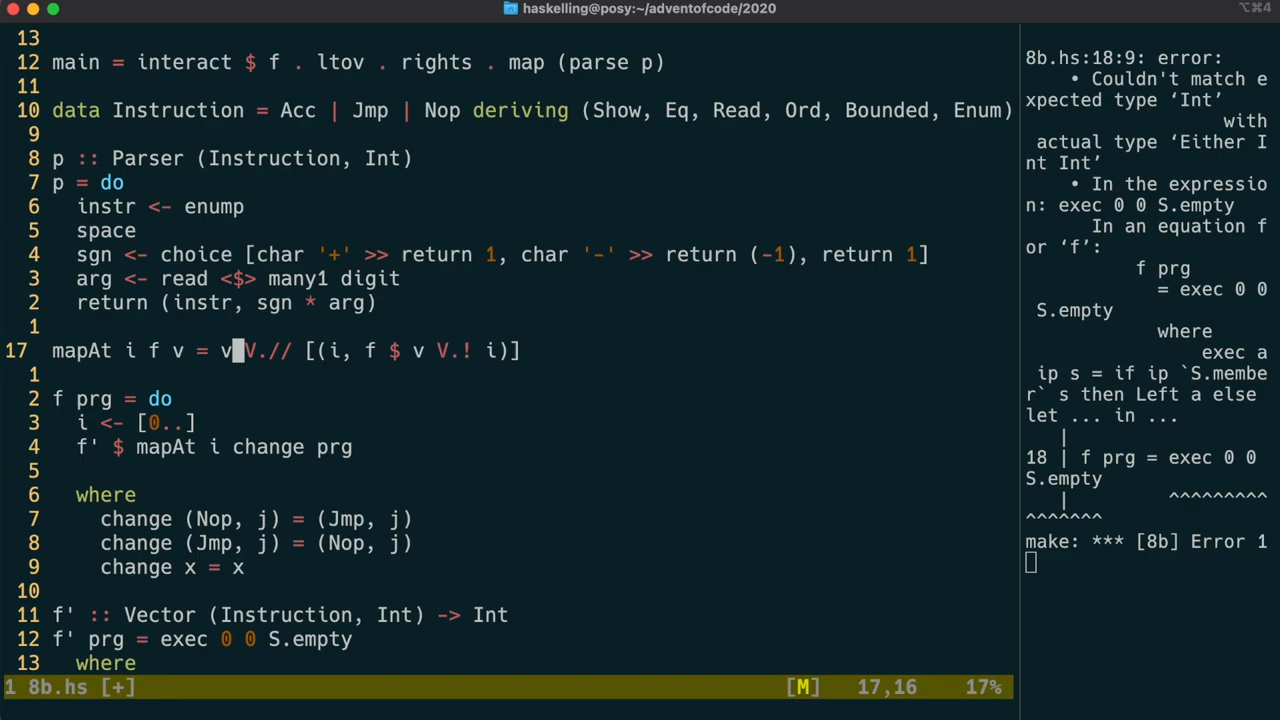 haskelling@posy:~/adventofcode/2020
⌥⌘4
13
12 main = interact $ f . ltov . rights . map (parse p)
11
10 data Instruction = Acc | Jmp | Nop deriving (Show, Eq, Read, Ord, Bounded, Enum)
9
8 p :: Parser (Instruction, Int)
7 p = do
6   instr <- enump
5   space
4   sgn <- choice [char '+' >> return 1, char '-' >> return (-1), return 1]
3   arg <- read <$> many1 digit
2   return (instr, sgn * arg)
1
17 mapAt i f v = v V.// [(i, f $ v V.! i)]
1
2 f prg = do
3   i <- [0..]
4   f' $ mapAt i change prg
5
6   where
7     change (Nop, j) = (Jmp, j)
8     change (Jmp, j) = (Nop, j)
9     change x = x
10
11 f' :: Vector (Instruction, Int) -> Int
12 f' prg = exec 0 0 S.empty
13   where
1 8b.hs [+] [M] 17,16 17%
8b.hs:18:9: error:
    • Couldn't match e
xpected type ‘Int’
                  with
 actual type ‘Either I
nt Int’
    • In the expressio
n: exec 0 0 S.empty
      In an equation f
or ‘f’:
          f prg
            = exec 0 0
 S.empty
            where
                exec a
 ip s = if ip `S.membe
r` s then Left a else
let ... in ...
   |
18 | f prg = exec 0 0
S.empty
   |         ^^^^^^^^^
^^^^^^^
make: *** [8b] Error 1